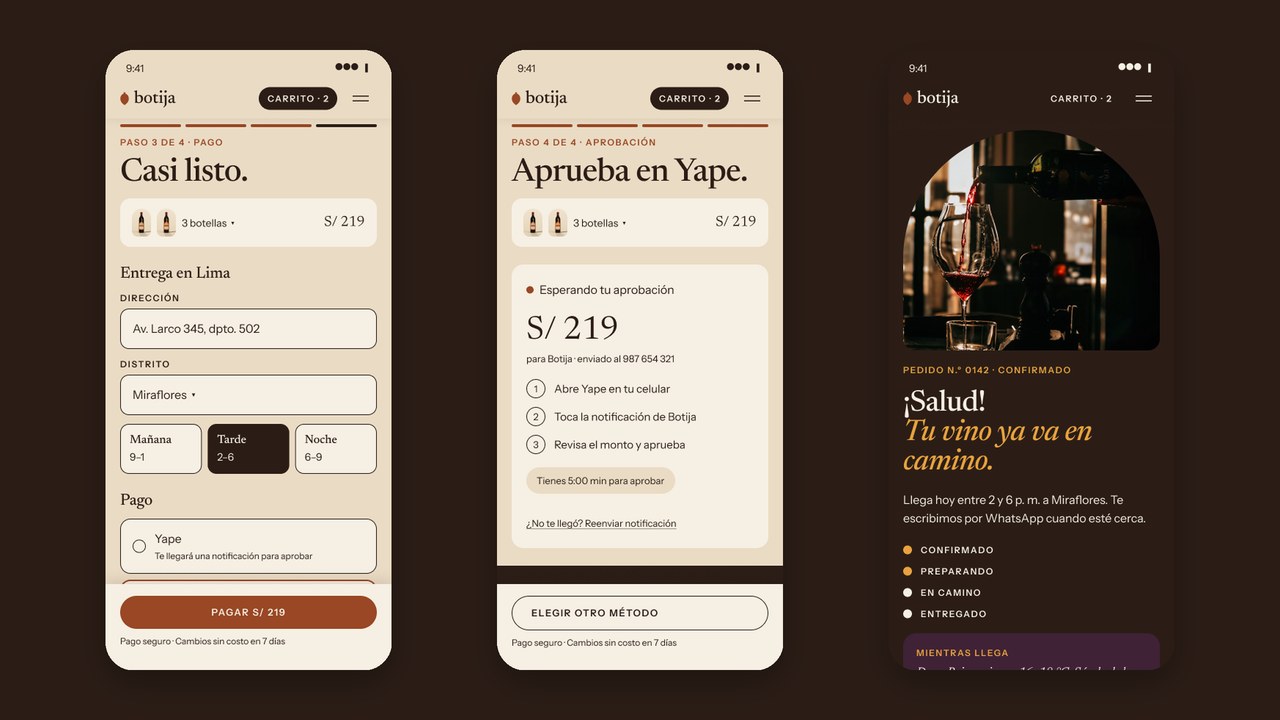 9:41
botija
CARRITO · 2
PASO 3 DE 4 · PAGO
Casi listo.
3 botellas
S/ 219
Entrega en Lima
DIRECCIÓN
Av. Larco 345, dpto. 502
DISTRITO
Miraflores
Mañana
9–1
Tarde
2–6
Noche
6–9
Pago
Yape
Te llegará una notificación para aprobar
PAGAR S/ 219
Pago seguro · Cambios sin costo en 7 días
9:41
botija
CARRITO · 2
PASO 4 DE 4 · APROBACIÓN
Aprueba en Yape.
3 botellas
S/ 219
Esperando tu aprobación
S/ 219
para Botija · enviado al 987 654 321
1 Abre Yape en tu celular
2 Toca la notificación de Botija
3 Revisa el monto y aprueba
Tienes 5:00 min para aprobar
¿No te llegó? Reenviar notificación
ELEGIR OTRO MÉTODO
Pago seguro · Cambios sin costo en 7 días
9:41
botija
CARRITO · 2
PEDIDO N.º 0142 · CONFIRMADO
¡Salud!
Tu vino ya va en
camino.
Llega hoy entre 2 y 6 p. m. a Miraflores. Te
escribimos por WhatsApp cuando esté cerca.
CONFIRMADO
PREPARANDO
EN CAMINO
ENTREGADO
MIENTRAS LLEGA